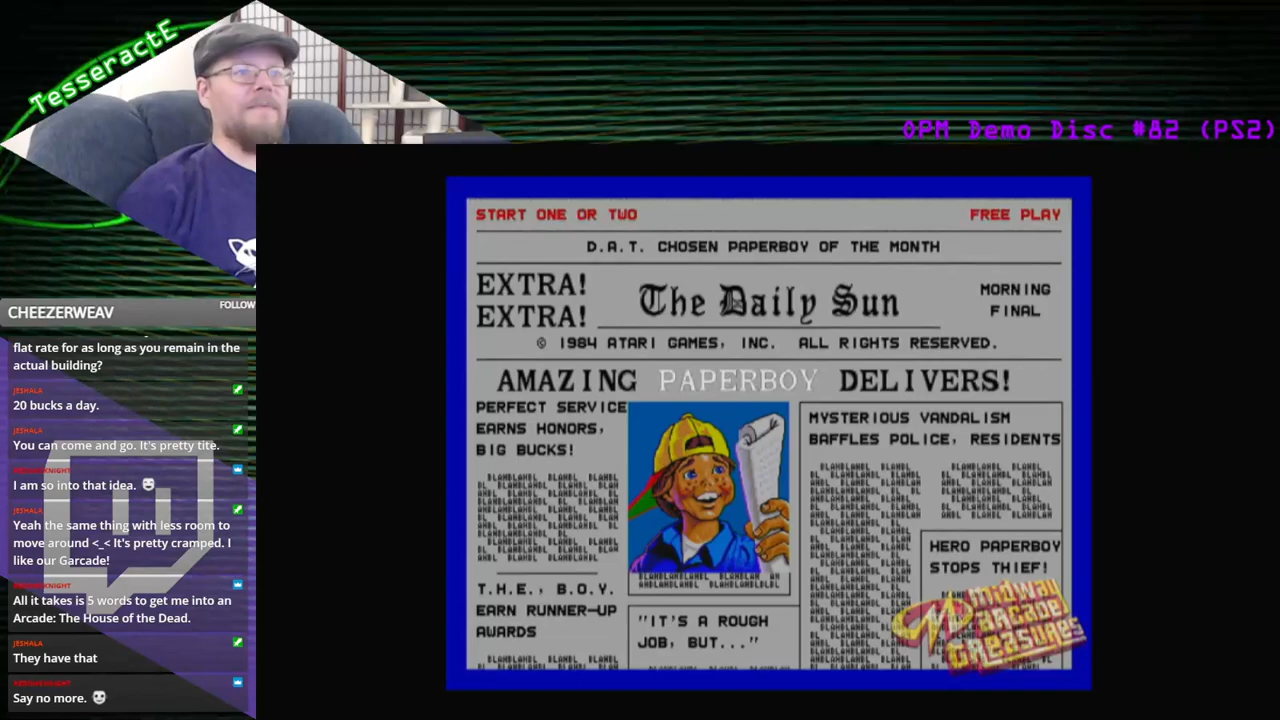 TesseractE
OPM Demo Disc #82 (PS2)
CHEEZERWEAV
FOLLOW
flat rate for as long as you remain in the
actual building?
JESHALA
20 bucks a day.
JESHALA
You can come and go. It's pretty tite.
I am so into that idea.
JESHALA
Yeah the same thing with less room to
move around <_< It's pretty cramped. I
like our Garcade!
All it takes is 5 words to get me into an
Arcade: The House of the Dead.
JESHALA
They have that
Say no more.
START ONE OR TWO
FREE PLAY
D.A.T. CHOSEN PAPERBOY OF THE MONTH
EXTRA!
EXTRA!
The Daily Sun
MORNING
FINAL
© 1984 ATARI GAMES, INC. ALL RIGHTS RESERVED.
AMAZING PAPERBOY DELIVERS!
PERFECT SERVICE
EARNS HONORS,
BIG BUCKS!
T.H.E. B.O.Y.
EARN RUNNER-UP
AWARDS
"IT'S A ROUGH
JOB, BUT..."
MYSTERIOUS VANDALISM
BAFFLES POLICE, RESIDENTS
HERO PAPERBOY
STOPS THIEF!
midway
arcade
treasures